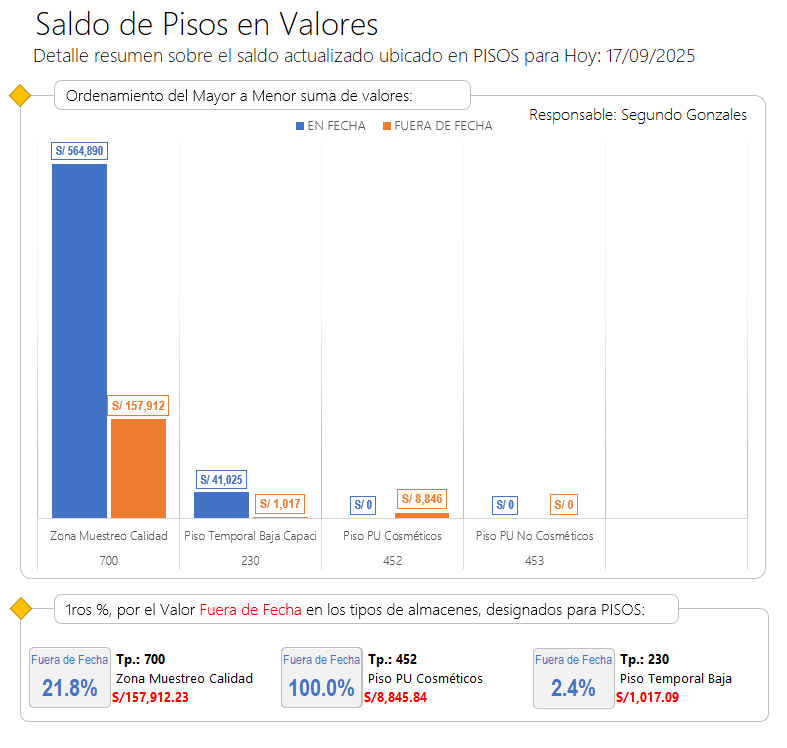 Saldo de Pisos en Valores
Detalle resumen sobre el saldo actualizado ubicado en PISOS para Hoy: 17/09/2025
Ordenamiento del Mayor a Menor suma de valores:
Responsable: Segundo Gonzales
EN FECHA FUERA DE FECHA
S/ 564,890
S/ 157,912
S/ 41,025
S/ 1,017
S/ 0
S/ 8,846
S/ 0
S/ 0
Zona Muestreo Calidad Piso Temporal Baja Capaci Piso PU Cosméticos Piso PU No Cosméticos
700 230 452 453
1ros %, por el Valor Fuera de Fecha en los tipos de almacenes, designados para PISOS:
Fuera de Fecha
21.8%
Tp.: 700
Zona Muestreo Calidad
S/157,912.23
Fuera de Fecha
100.0%
Tp.: 452
Piso PU Cosméticos
S/8,845.84
Fuera de Fecha
2.4%
Tp.: 230
Piso Temporal Baja
S/1,017.09